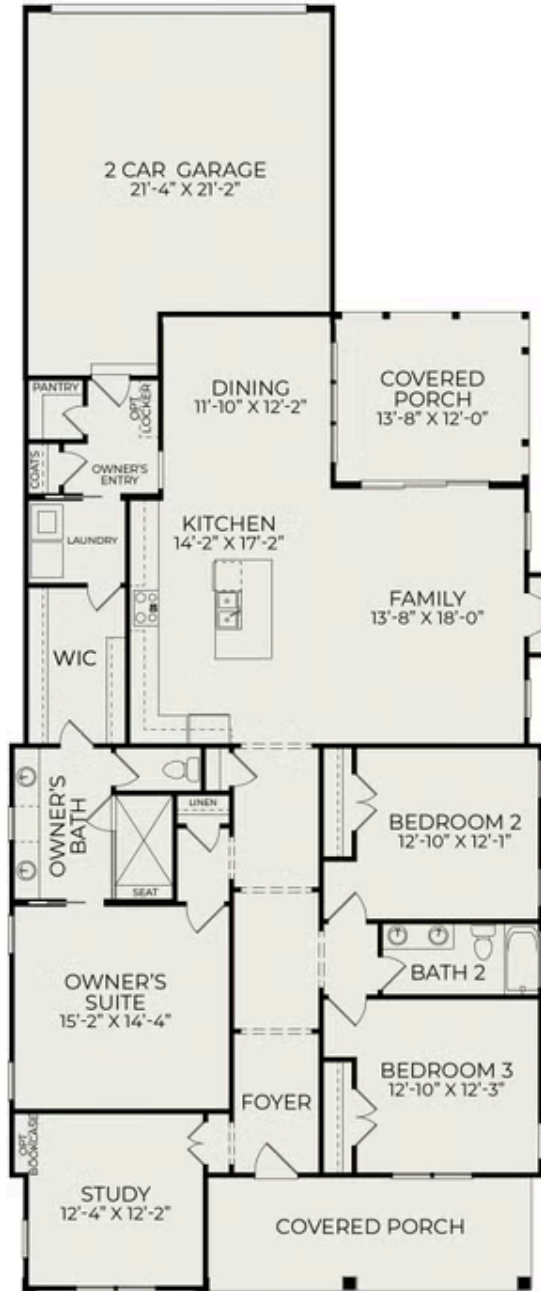 2 CAR GARAGE
21'-4" X 21'-2"
PANTRY
OPT
LOCKER
DINING
11'-10" X 12'-2"
COVERED
PORCH
13'-8" X 12'-0"
COATS
OWNER'S
ENTRY
LAUNDRY
KITCHEN
14'-2" X 17'-2"
FAMILY
13'-8" X 18'-0"
WIC
OWNER'S
BATH
LINEN
SEAT
BEDROOM 2
12'-10" X 12'-1"
BATH 2
OWNER'S
SUITE
15'-2" X 14'-4"
BEDROOM 3
12'-10" X 12'-3"
FOYER
OPT
BOOKCASE
STUDY
12'-4" X 12'-2"
COVERED PORCH